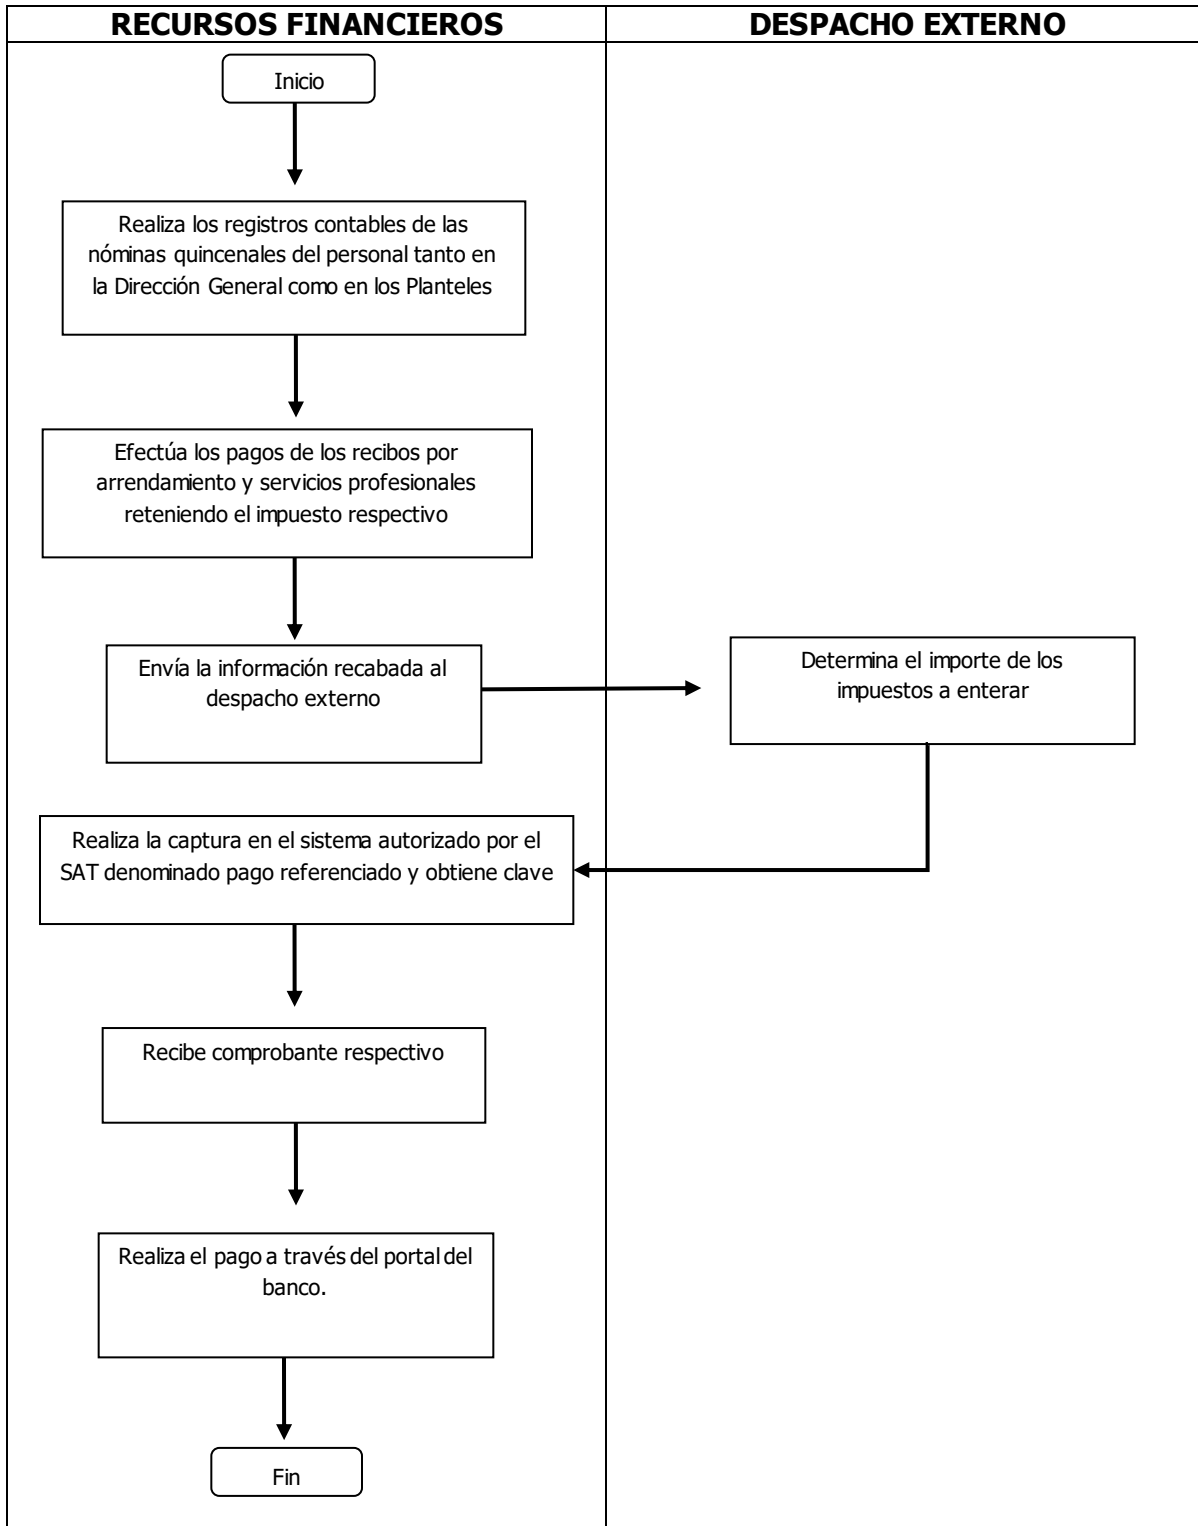 RECURSOS FINANCIEROS
DESPACHO EXTERNO
Inicio
Realiza los registros contables de las
nóminas quincenales del personal tanto en
la Dirección General como en los Planteles
Efectúa los pagos de los recibos por
arrendamiento y servicios profesionales
reteniendo el impuesto respectivo
Envía la información recabada al
despacho externo
Determina el importe de los
impuestos a enterar
Realiza la captura en el sistema autorizado por el
SAT denominado pago referenciado y obtiene clave
Recibe comprobante respectivo
Realiza el pago a través del portal del
banco.
Fin